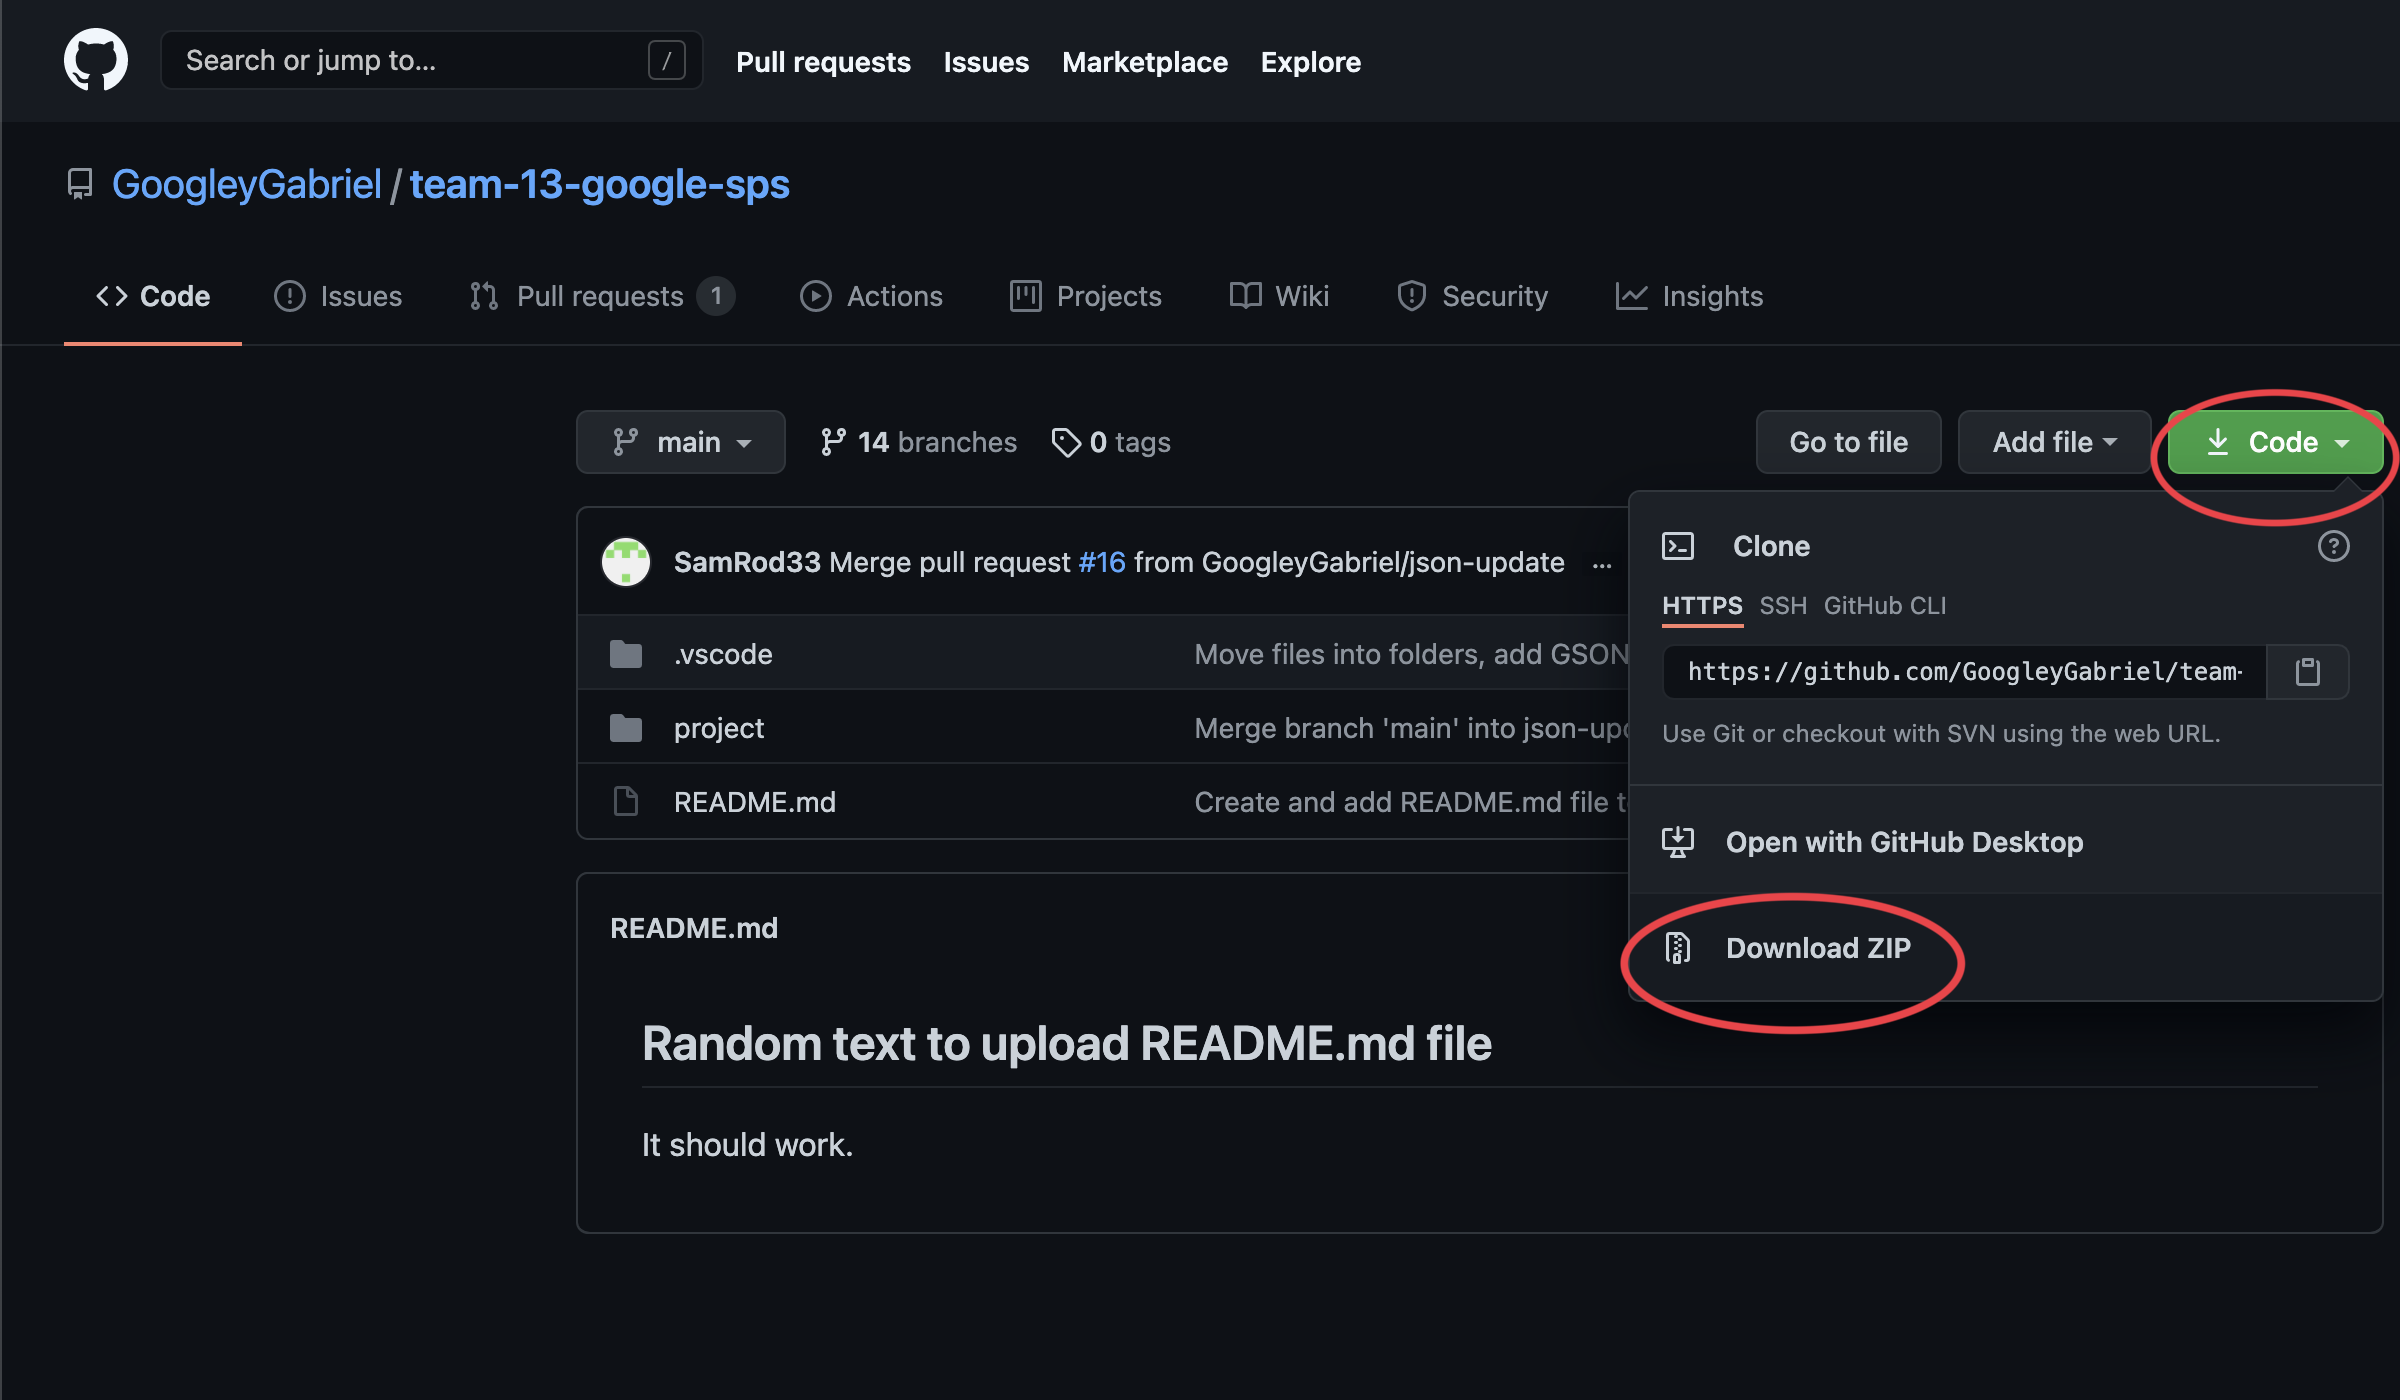 Search or jump to... /
Pull requests Issues Marketplace Explore
GoogleyGabriel / team-13-google-sps
Code Issues Pull requests 1 Actions Projects Wiki Security Insights
main 14 branches 0 tags Go to file Add file Code
SamRod33 Merge pull request #16 from GoogleyGabriel/json-update ...
.vscode Move files into folders, add GSON
project Merge branch 'main' into json-upd
README.md Create and add README.md file t
Clone
HTTPS SSH GitHub CLI
https://github.com/GoogleyGabriel/team-
Use Git or checkout with SVN using the web URL.
Open with GitHub Desktop
Download ZIP
README.md
Random text to upload README.md file
It should work.